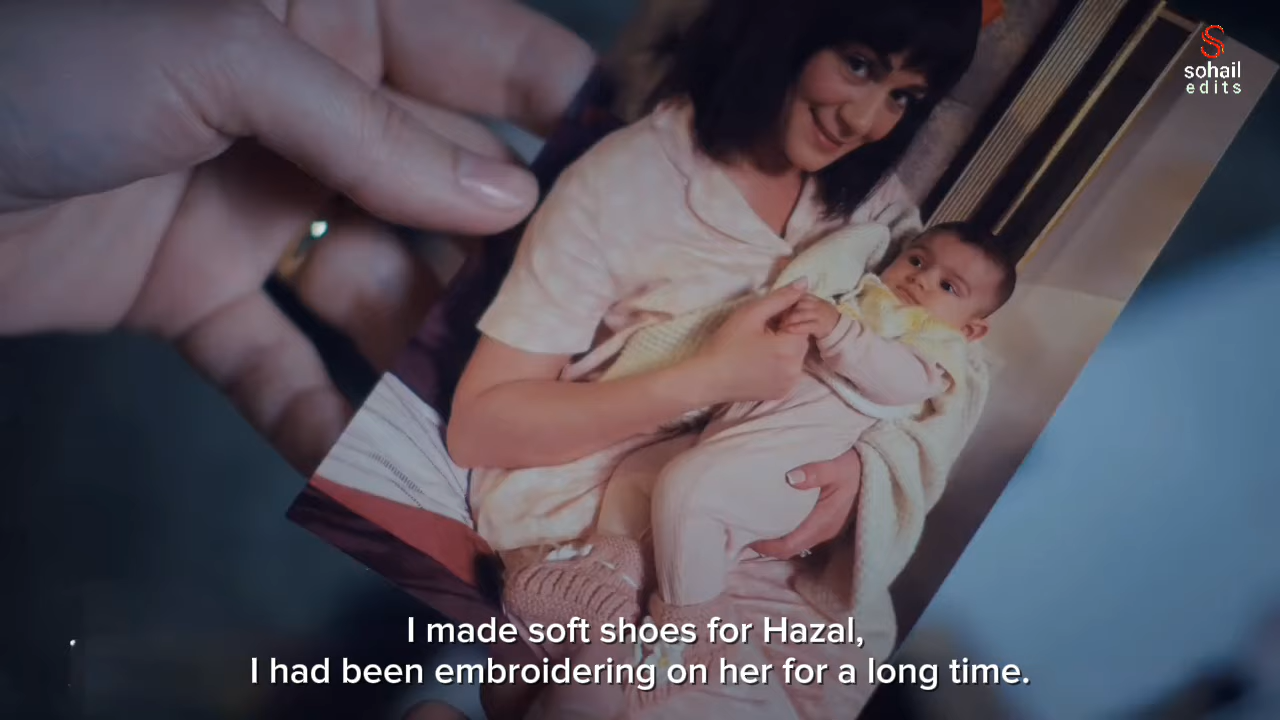 sohail
edits
I made soft shoes for Hazal,
I had been embroidering on her for a long time.